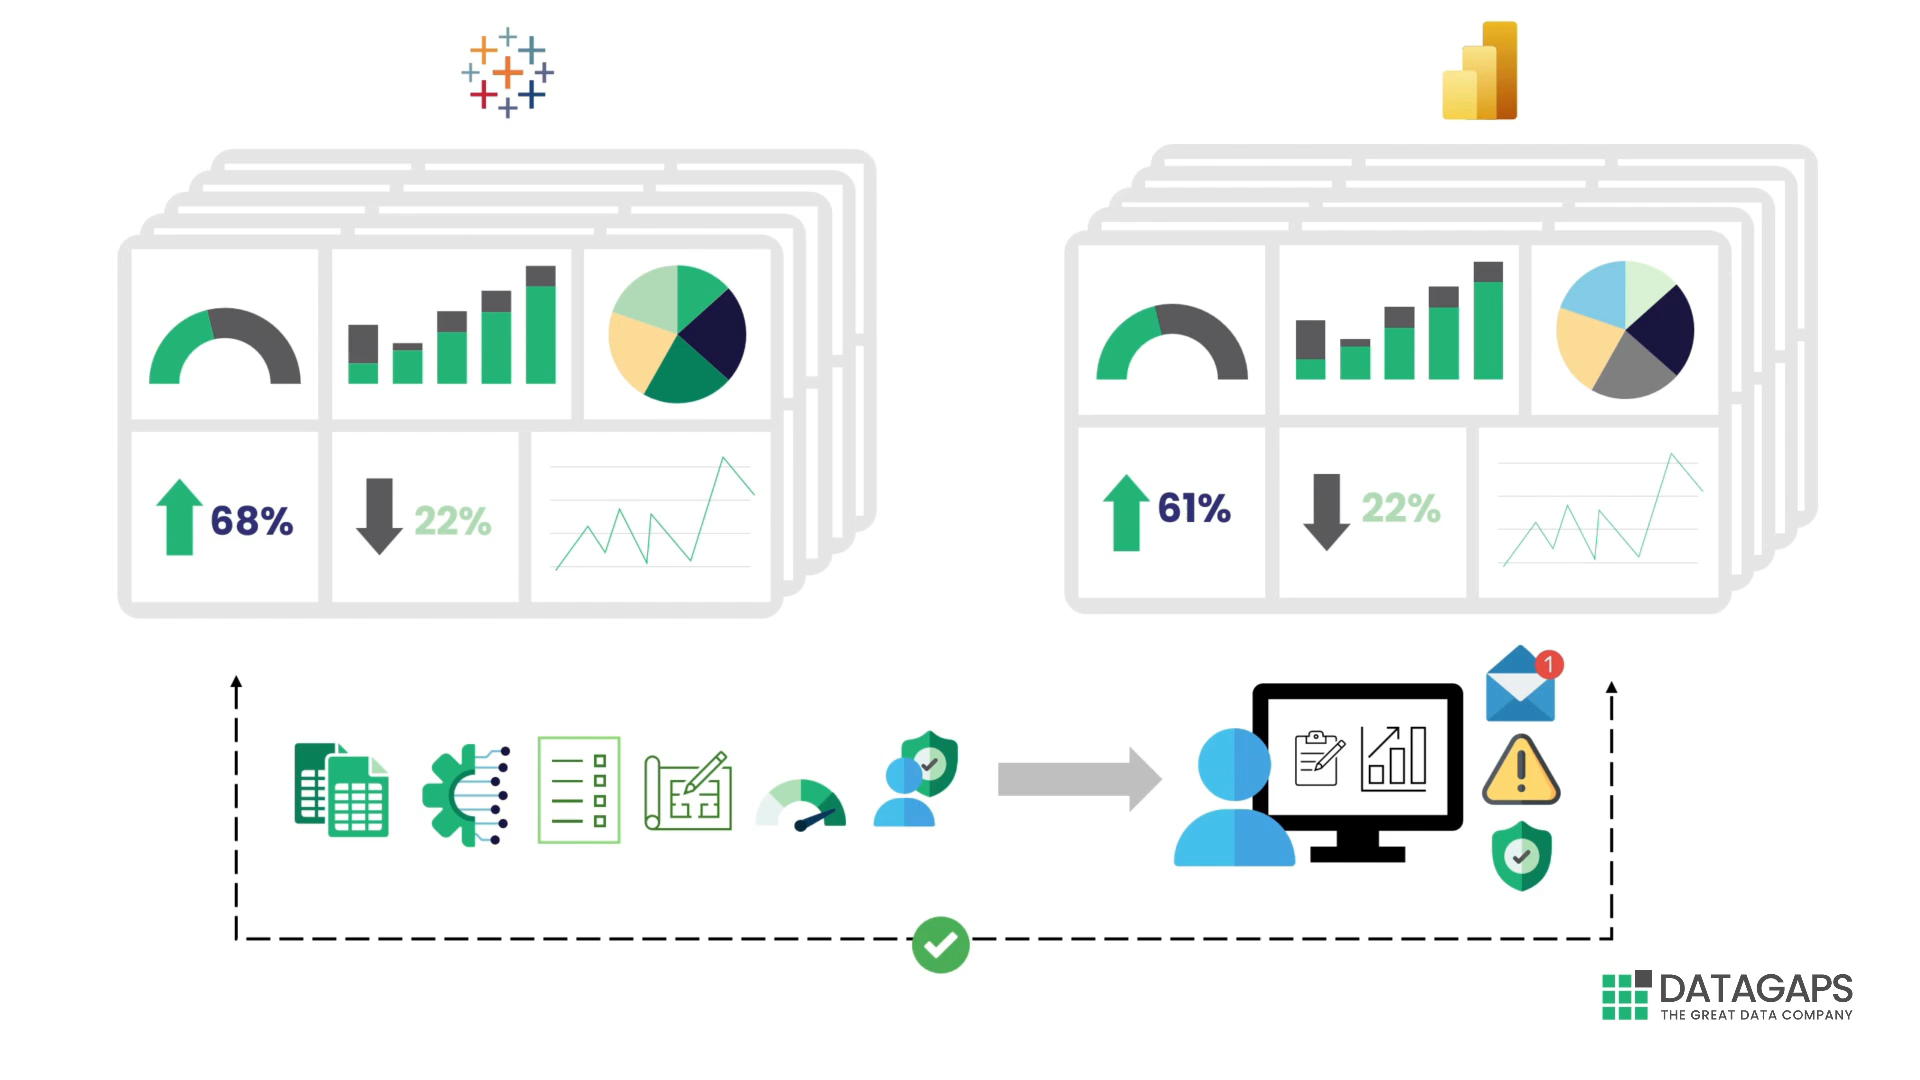 68%
22%
61%
22%
1
DATAGAPS
THE GREAT DATA COMPANY